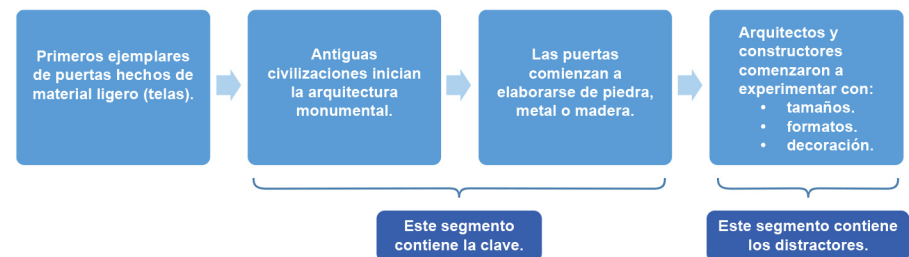 Primeros ejemplares
de puertas hechos de
material ligero (telas).
Antiguas
civilizaciones inician
la arquitectura
monumental.
Las puertas
comienzan a
elaborarse de piedra,
metal o madera.
Arquitectos y
constructores
comenzaron a
experimentar con:
• tamaños.
• formatos.
• decoración.
Este segmento
contiene la clave.
Este segmento contiene
los distractores.